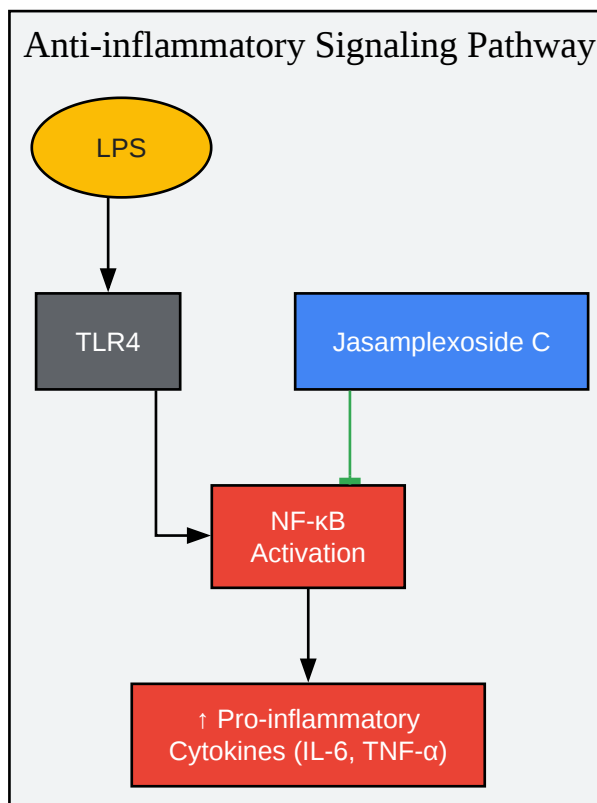 Anti-inflammatory Signaling Pathway
LPS
TLR4
Jasamplexoside C
NF-κB
Activation
↑ Pro-inflammatory
Cytokines (IL-6, TNF-α)